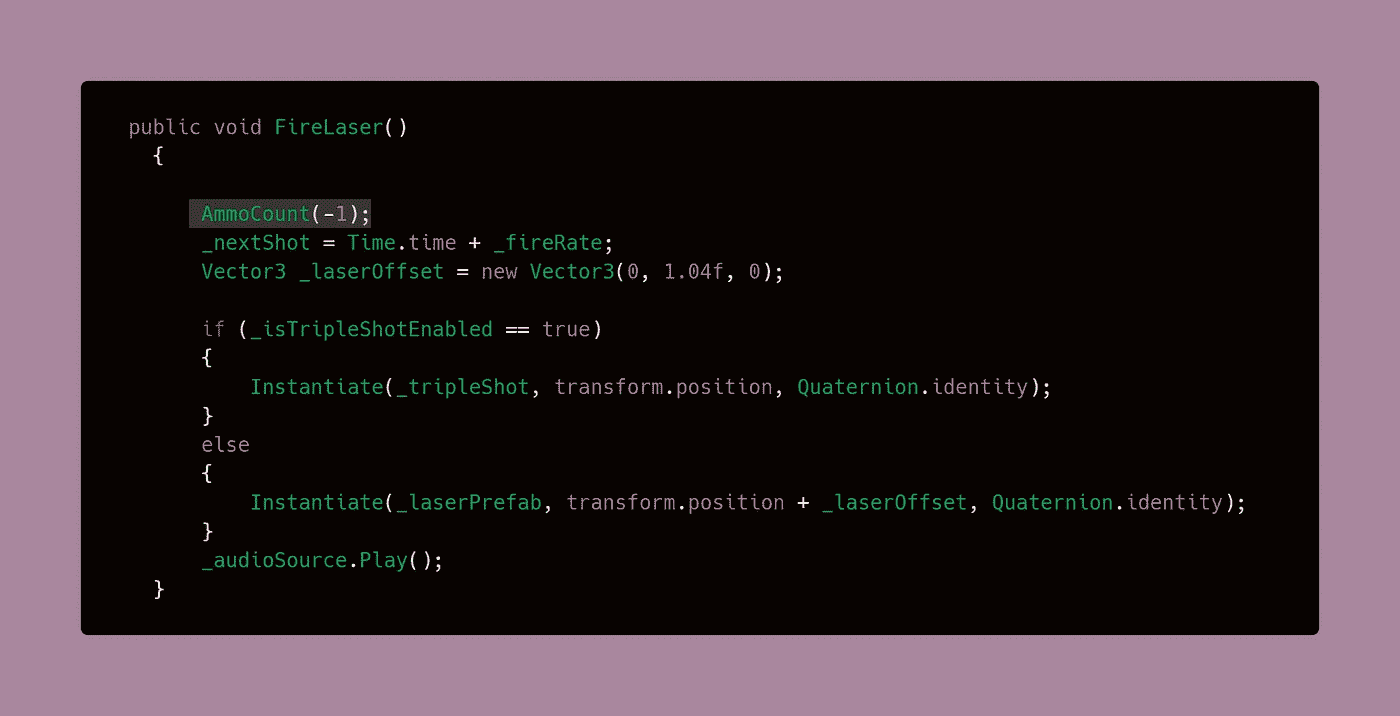 public void FireLaser()
{
AmmoCount(-1);
_nextShot = Time.time + _fireRate;
Vector3 _laserOffset = new Vector3(0, 1.04f, 0);
if (_isTripleShotEnabled == true)
{
Instantiate(_tripleShot, transform.position, Quaternion.identity);
}
else
{
Instantiate(_laserPrefab, transform.position + _laserOffset, Quaternion.identity);
}
_audioSource.Play();
}